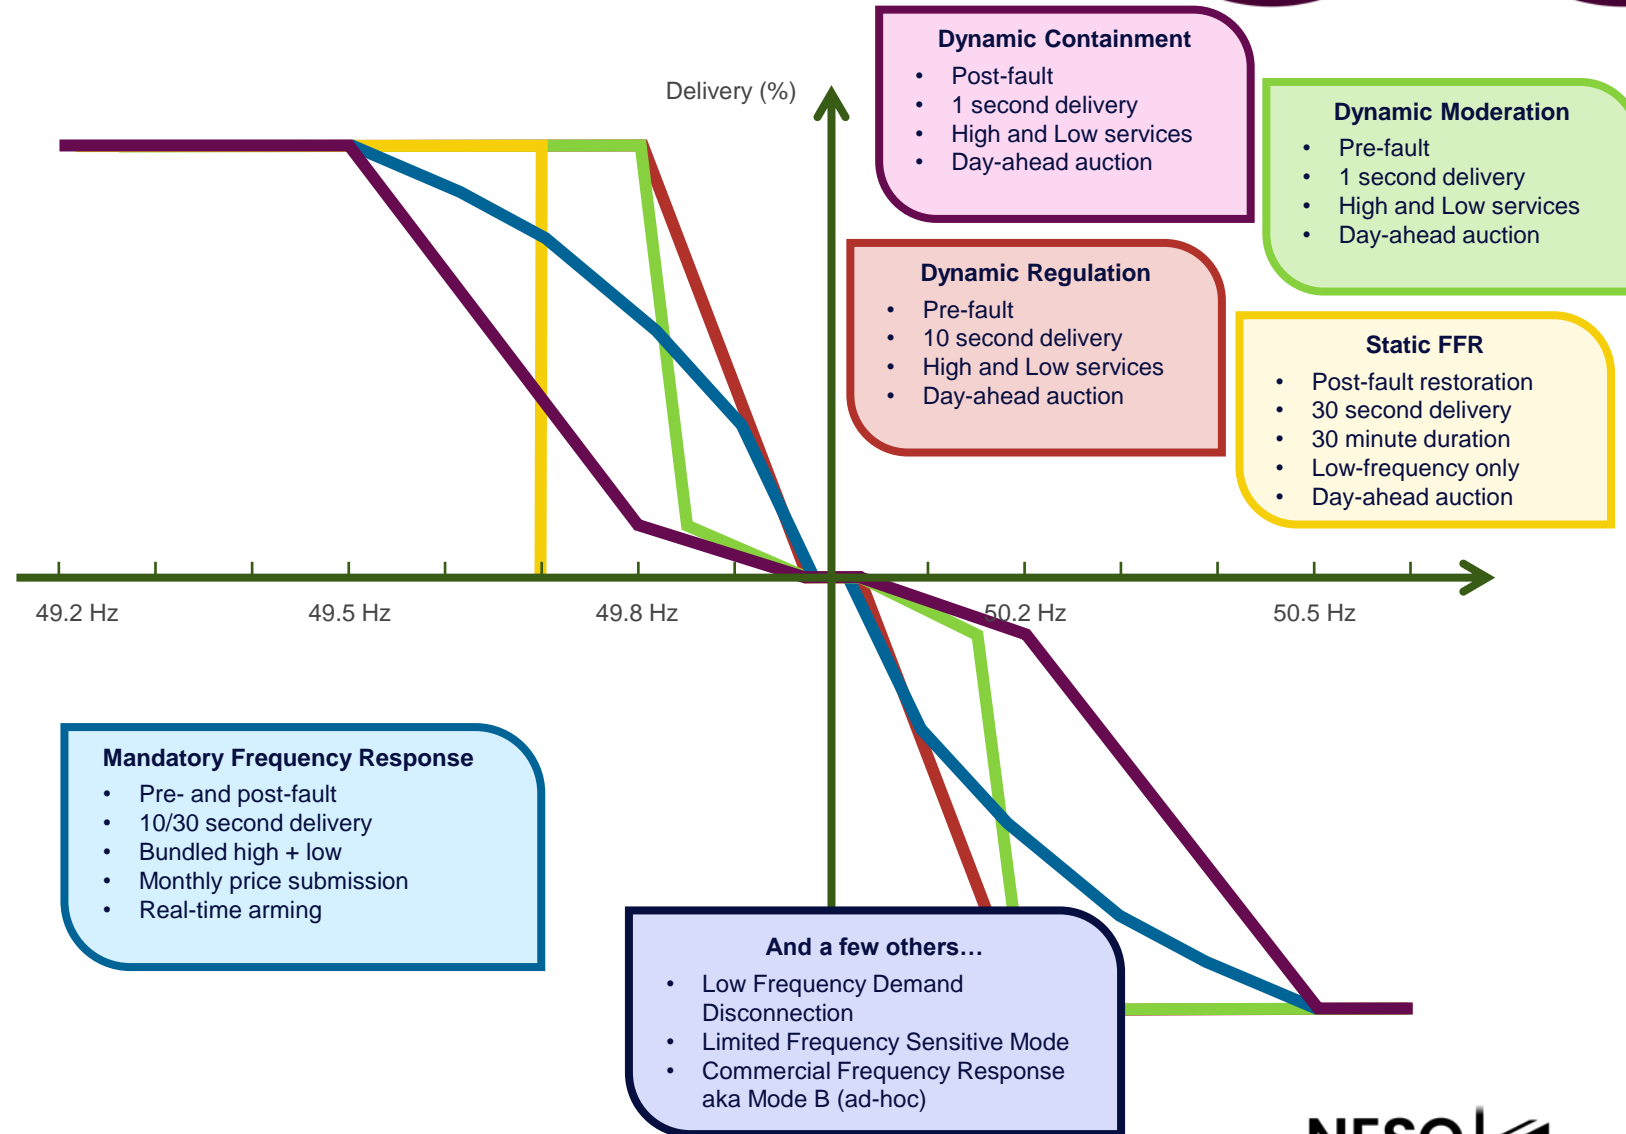 Delivery (%)
Dynamic Containment
• Post-fault
• 1 second delivery
• High and Low services
• Day-ahead auction
Dynamic Moderation
• Pre-fault
• 1 second delivery
• High and Low services
• Day-ahead auction
Dynamic Regulation
• Pre-fault
• 10 second delivery
• High and Low services
• Day-ahead auction
Static FFR
• Post-fault restoration
• 30 second delivery
• 30 minute duration
• Low-frequency only
• Day-ahead auction
49.2 Hz
49.5 Hz
49.8 Hz
50.2 Hz
50.5 Hz
Mandatory Frequency Response
• Pre- and post-fault
• 10/30 second delivery
• Bundled high + low
• Monthly price submission
• Real-time arming
And a few others…
• Low Frequency Demand
Disconnection
• Limited Frequency Sensitive Mode
• Commercial Frequency Response
aka Mode B (ad-hoc)
NESO